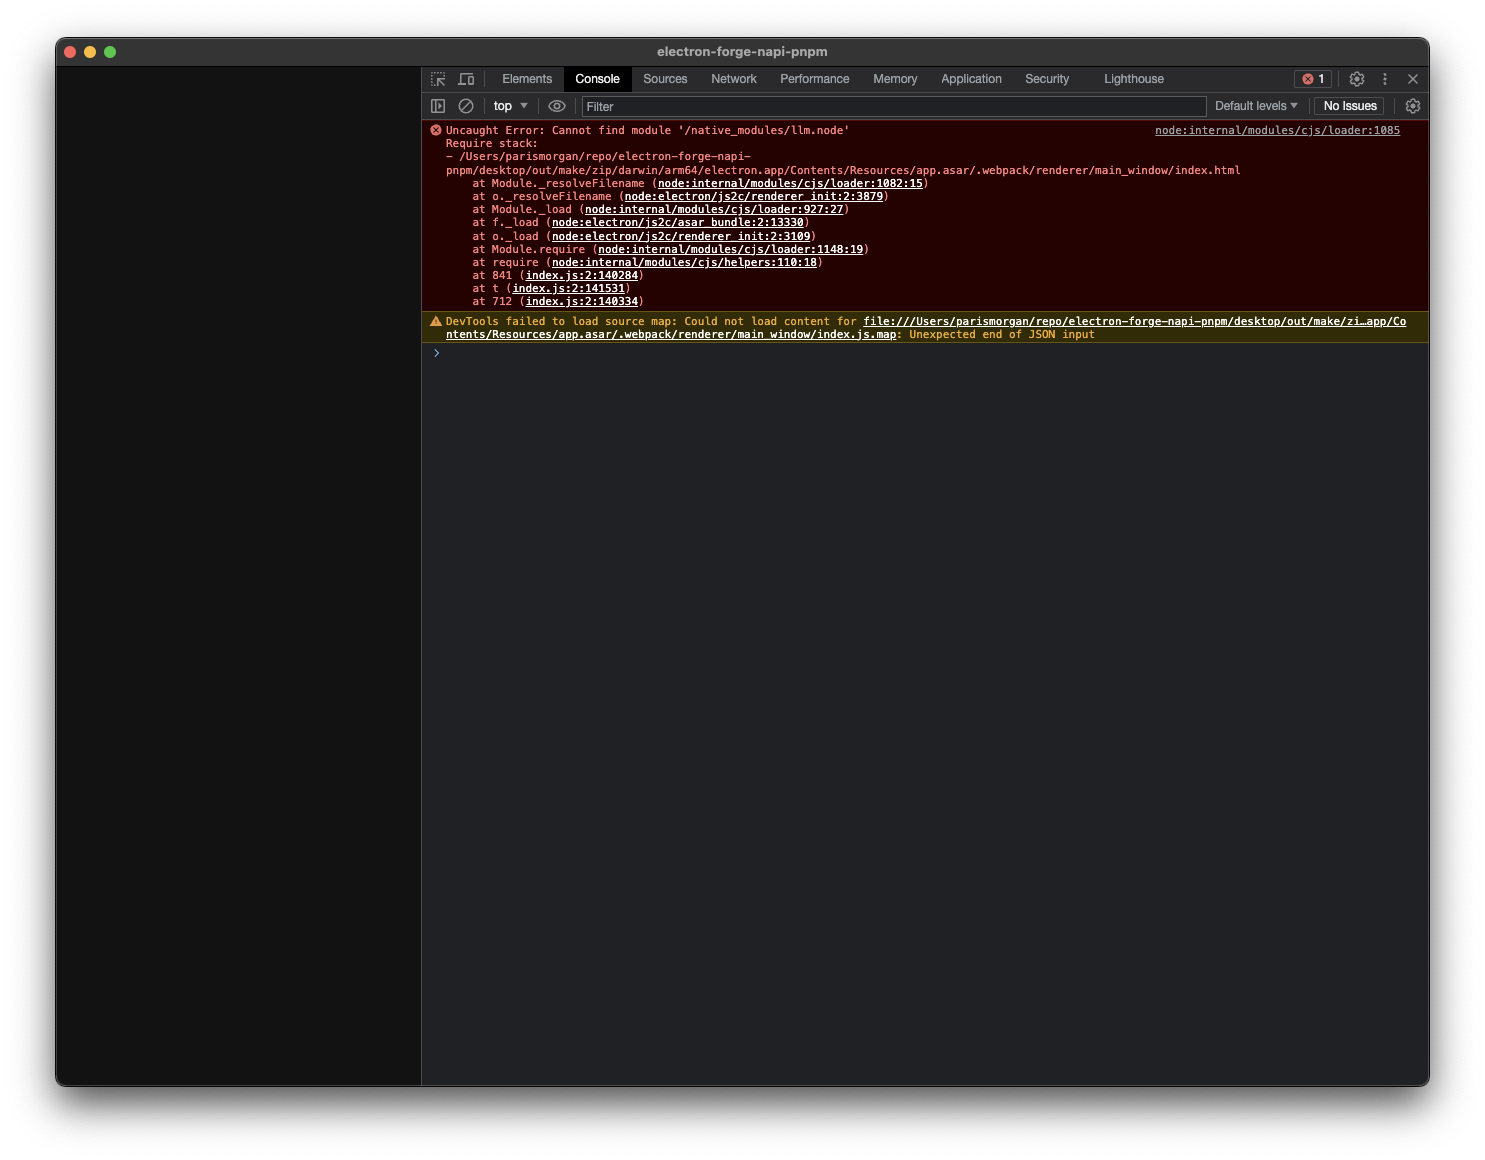 electron-forge-napi-pnpm
Elements Console Sources Network Performance Memory Application Security Lighthouse 1
top Filter Default levels No Issues
Uncaught Error: Cannot find module '/native_modules/llm.node' node:internal/modules/cjs/loader:1085
Require stack:
- /Users/parismorgan/repo/electron-forge-napi-
pnpm/desktop/out/make/zip/darwin/arm64/electron.app/Contents/Resources/app.asar/.webpack/renderer/main_window/index.html
at Module._resolveFilename (node:internal/modules/cjs/loader:1082:15)
at o._resolveFilename (node:electron/js2c/renderer_init:2:3879)
at Module._load (node:internal/modules/cjs/loader:927:27)
at f._load (node:electron/js2c/asar_bundle:2:13330)
at o._load (node:electron/js2c/renderer_init:2:3109)
at Module.require (node:internal/modules/cjs/loader:1148:19)
at require (node:internal/modules/cjs/helpers:110:18)
at 841 (index.js:2:140284)
at t (index.js:2:141531)
at 712 (index.js:2:140334)
DevTools failed to load source map: Could not load content for file:///Users/parismorgan/repo/electron-forge-napi-pnpm/desktop/out/make/zi…app/Co
ntents/Resources/app.asar/.webpack/renderer/main_window/index.js.map: Unexpected end of JSON input